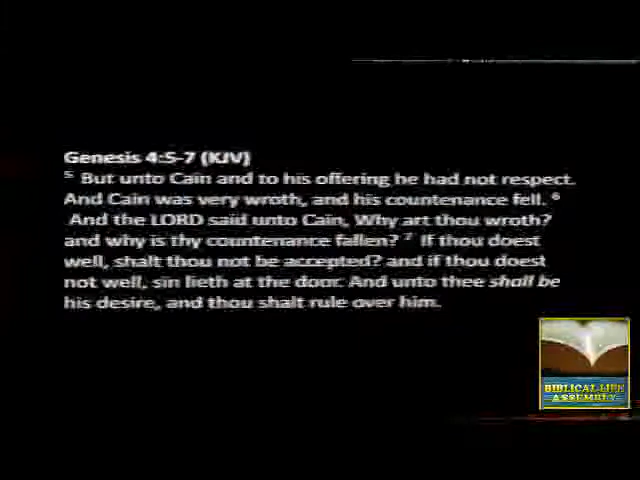 Genesis 4:5-7 (KJV)
5 But unto Cain and to his offering he had not respect.
And Cain was very wroth, and his countenance fell. 6
And the LORD said unto Cain, Why art thou wroth?
and why is thy countenance fallen? 7 If thou doest
well, shalt thou not be accepted? and if thou doest
not well, sin lieth at the door. And unto thee shall be
his desire, and thou shalt rule over him.
BIBLICAL LIFE
ASSEMBLY